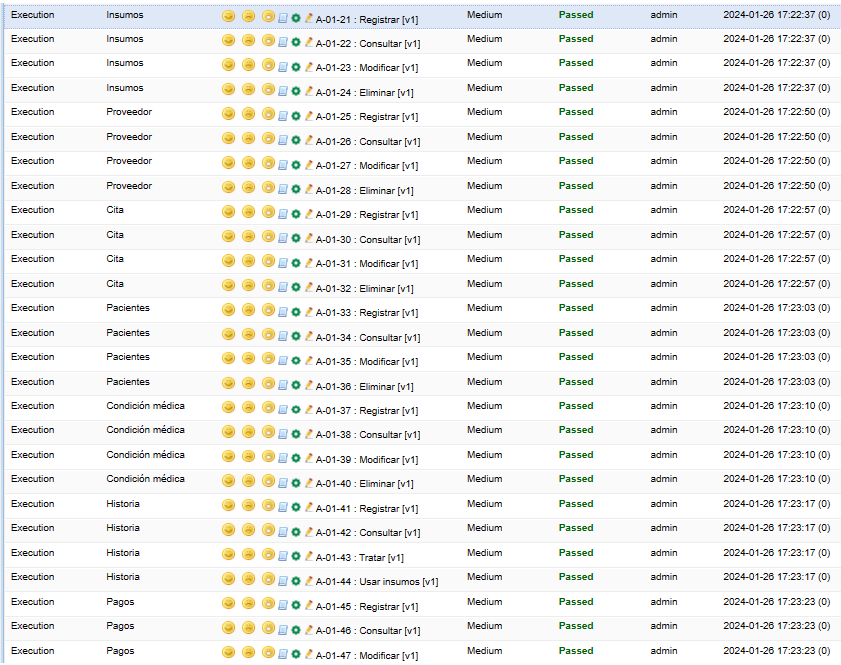 Execution Insumos A-01-21 : Registrar [v1] Medium Passed admin 2024-01-26 17:22:37 (0)
Execution Insumos A-01-22 : Consultar [v1] Medium Passed admin 2024-01-26 17:22:37 (0)
Execution Insumos A-01-23 : Modificar [v1] Medium Passed admin 2024-01-26 17:22:37 (0)
Execution Insumos A-01-24 : Eliminar [v1] Medium Passed admin 2024-01-26 17:22:37 (0)
Execution Proveedor A-01-25 : Registrar [v1] Medium Passed admin 2024-01-26 17:22:50 (0)
Execution Proveedor A-01-26 : Consultar [v1] Medium Passed admin 2024-01-26 17:22:50 (0)
Execution Proveedor A-01-27 : Modificar [v1] Medium Passed admin 2024-01-26 17:22:50 (0)
Execution Proveedor A-01-28 : Eliminar [v1] Medium Passed admin 2024-01-26 17:22:50 (0)
Execution Cita A-01-29 : Registrar [v1] Medium Passed admin 2024-01-26 17:22:57 (0)
Execution Cita A-01-30 : Consultar [v1] Medium Passed admin 2024-01-26 17:22:57 (0)
Execution Cita A-01-31 : Modificar [v1] Medium Passed admin 2024-01-26 17:22:57 (0)
Execution Cita A-01-32 : Eliminar [v1] Medium Passed admin 2024-01-26 17:22:57 (0)
Execution Pacientes A-01-33 : Registrar [v1] Medium Passed admin 2024-01-26 17:23:03 (0)
Execution Pacientes A-01-34 : Consultar [v1] Medium Passed admin 2024-01-26 17:23:03 (0)
Execution Pacientes A-01-35 : Modificar [v1] Medium Passed admin 2024-01-26 17:23:03 (0)
Execution Pacientes A-01-36 : Eliminar [v1] Medium Passed admin 2024-01-26 17:23:03 (0)
Execution Condición médica A-01-37 : Registrar [v1] Medium Passed admin 2024-01-26 17:23:10 (0)
Execution Condición médica A-01-38 : Consultar [v1] Medium Passed admin 2024-01-26 17:23:10 (0)
Execution Condición médica A-01-39 : Modificar [v1] Medium Passed admin 2024-01-26 17:23:10 (0)
Execution Condición médica A-01-40 : Eliminar [v1] Medium Passed admin 2024-01-26 17:23:10 (0)
Execution Historia A-01-41 : Registrar [v1] Medium Passed admin 2024-01-26 17:23:17 (0)
Execution Historia A-01-42 : Consultar [v1] Medium Passed admin 2024-01-26 17:23:17 (0)
Execution Historia A-01-43 : Tratar [v1] Medium Passed admin 2024-01-26 17:23:17 (0)
Execution Historia A-01-44 : Usar insumos [v1] Medium Passed admin 2024-01-26 17:23:17 (0)
Execution Pagos A-01-45 : Registrar [v1] Medium Passed admin 2024-01-26 17:23:23 (0)
Execution Pagos A-01-46 : Consultar [v1] Medium Passed admin 2024-01-26 17:23:23 (0)
Execution Pagos A-01-47 : Modificar [v1] Medium Passed admin 2024-01-26 17:23:23 (0)